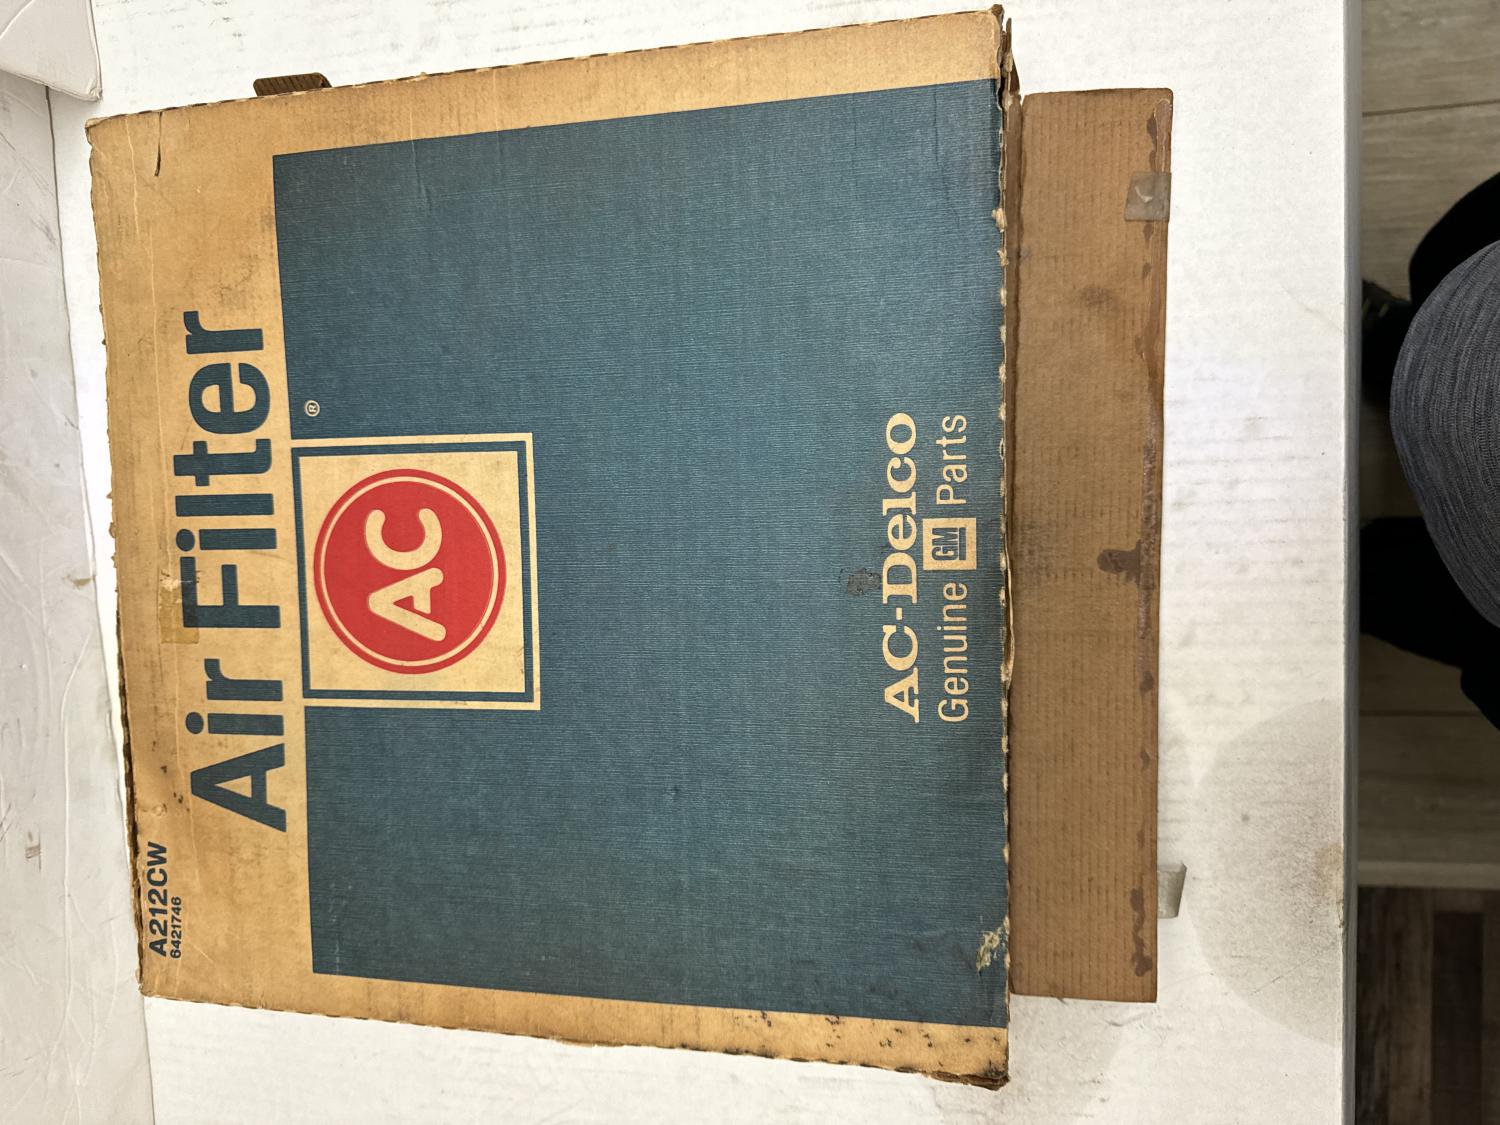 A212CW
6421746
Air Filter
®
AC
AC-Delco
Genuine GM Parts